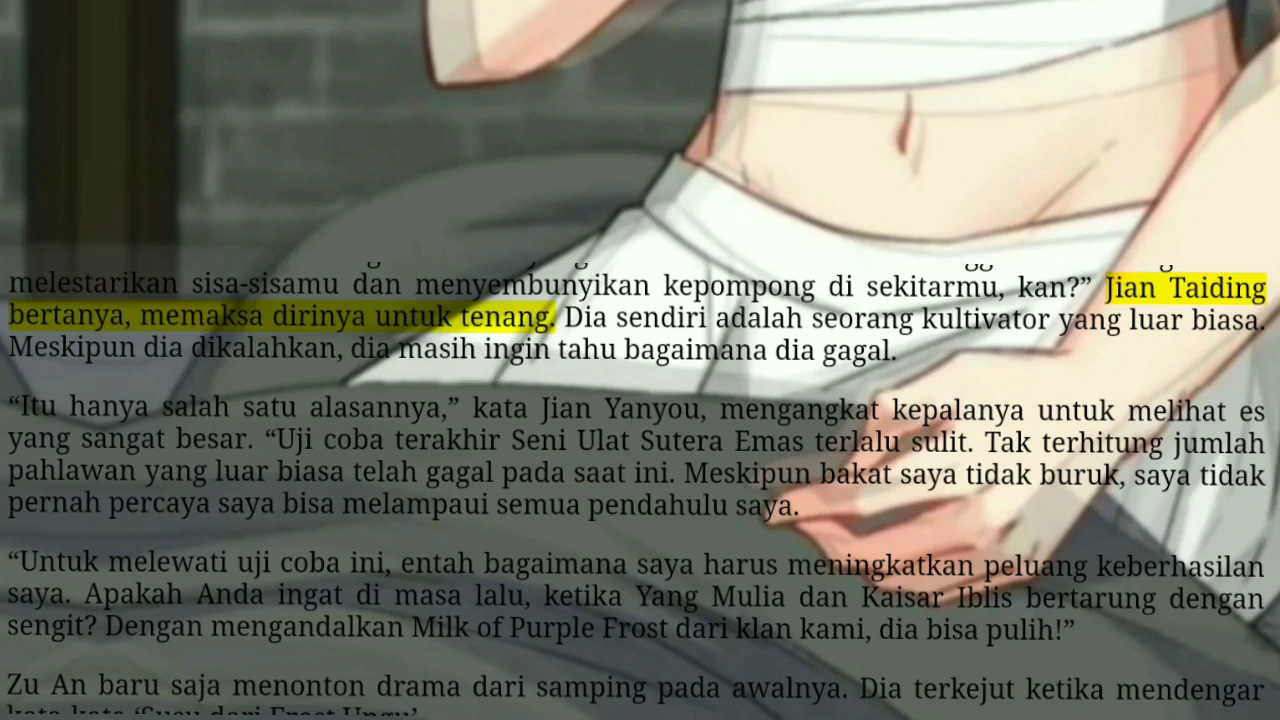 melestarikan sisa-sisamu dan menyembunyikan kepompong di sekitarmu, kan?” Jian Taiding
bertanya, memaksa dirinya untuk tenang. Dia sendiri adalah seorang kultivator yang luar biasa.
Meskipun dia dikalahkan, dia masih ingin tahu bagaimana dia gagal.
“Itu hanya salah satu alasannya,” kata Jian Yanyou, mengangkat kepalanya untuk melihat es
yang sangat besar. “Uji coba terakhir Seni Ulat Sutera Emas terlalu sulit. Tak terhitung jumlah
pahlawan yang luar biasa telah gagal pada saat ini. Meskipun bakat saya tidak buruk, saya tidak
pernah percaya saya bisa melampaui semua pendahulu saya.
“Untuk melewati uji coba ini, entah bagaimana saya harus meningkatkan peluang keberhasilan
saya. Apakah Anda ingat di masa lalu, ketika Yang Mulia dan Kaisar Iblis bertarung dengan
sengit? Dengan mengandalkan Milk of Purple Frost dari klan kami, dia bisa pulih!”
Zu An baru saja menonton drama dari samping pada awalnya. Dia terkejut ketika mendengar
kata-kata ‘Susu dari Frost Ungu’